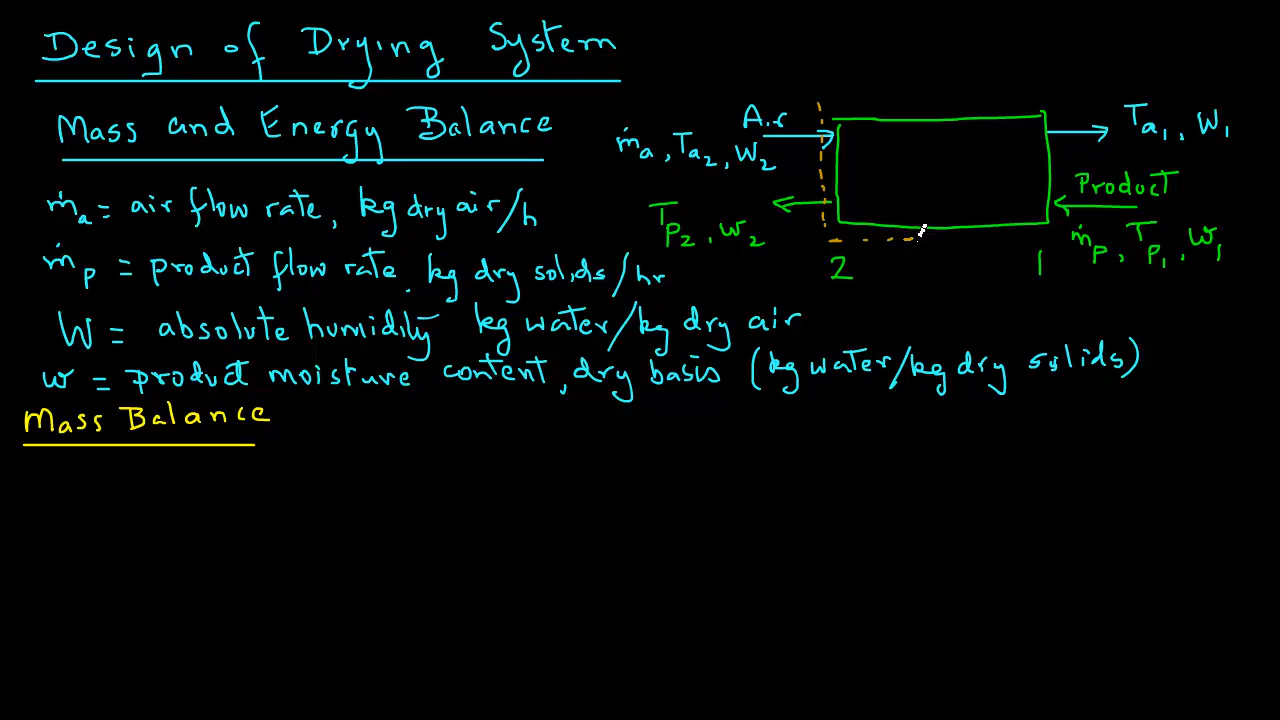 Design of Drying System
Mass and Energy Balance
ṁa = air flow rate, kg dry air/h
ṁp = product flow rate, kg dry solids/hr
W = absolute humidity kg water/kg dry air
w = product moisture content, dry basis (kg water/kg dry solids)
Mass Balance
Air
ṁa, Ta2, W2
Ta1, W1
Product
ṁp, Tp1, w1
Tp2, w2
2
1